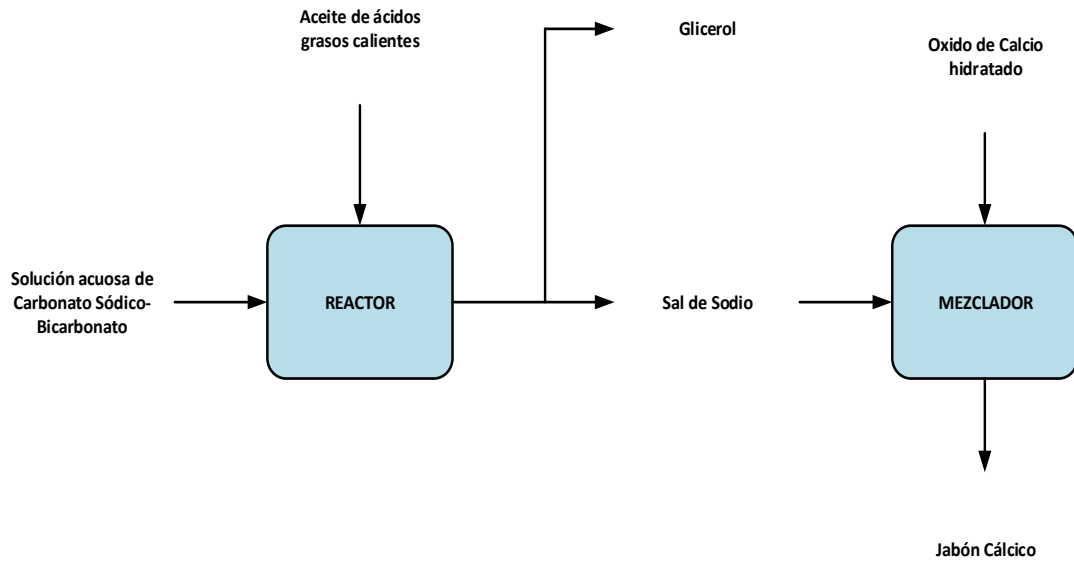 Aceite de ácidos
grasos calientes
Glicerol
Oxido de Calcio
hidratado
Solución acuosa de
Carbonato Sódico-
Bicarbonato
REACTOR
Sal de Sodio
MEZCLADOR
Jabón Cálcico